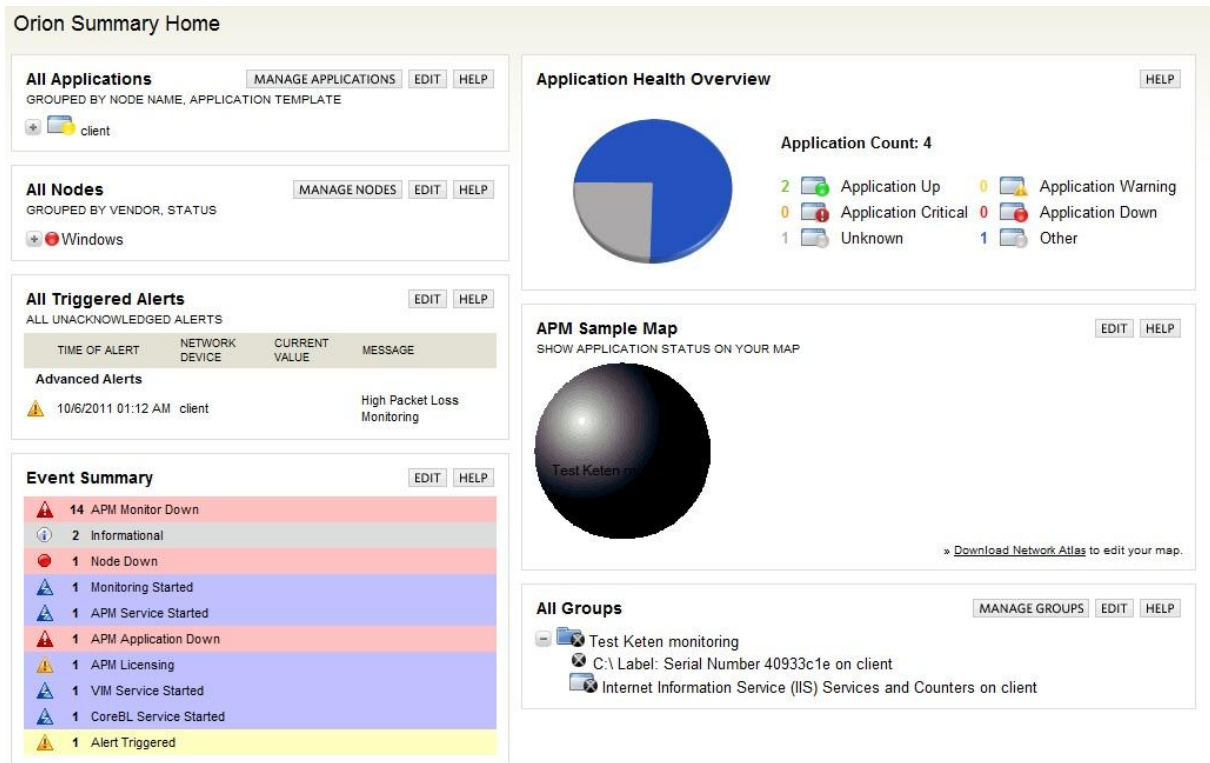 Orion Summary Home
All Applications
MANAGE APPLICATIONS EDIT HELP
GROUPED BY NODE NAME, APPLICATION TEMPLATE
client
All Nodes
MANAGE NODES EDIT HELP
GROUPED BY VENDOR, STATUS
Windows
All Triggered Alerts
EDIT HELP
ALL UNACKNOWLEDGED ALERTS
TIME OF ALERT NETWORK DEVICE CURRENT VALUE MESSAGE
Advanced Alerts
10/6/2011 01:12 AM client High Packet Loss
Monitoring
Event Summary
EDIT HELP
14 APM Monitor Down
2 Informational
1 Node Down
1 Monitoring Started
1 APM Service Started
1 APM Application Down
1 APM Licensing
1 VIM Service Started
1 CoreBL Service Started
1 Alert Triggered
Application Health Overview
HELP
Application Count: 4
2 Application Up 0 Application Warning
0 Application Critical 0 Application Down
1 Unknown 1 Other
APM Sample Map
EDIT HELP
SHOW APPLICATION STATUS ON YOUR MAP
Test Keten
» Download Network Atlas to edit your map.
All Groups
MANAGE GROUPS EDIT HELP
Test Keten monitoring
C:\ Label: Serial Number 40933c1e on client
Internet Information Service (IIS) Services and Counters on client